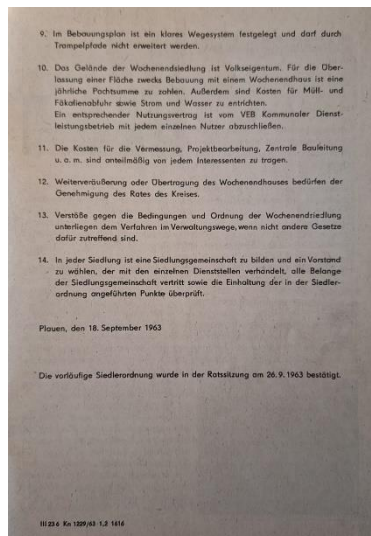 9. Im Bebauungsplan ist ein klares Wegesystem festgelegt und darf durch
Trampelpfade nicht erweitert werden.
10. Das Gelände der Wochenendsiedlung ist Volkseigentum. Für die Über-
lassung einer Fläche zwecks Bebauung mit einem Wochenendhaus ist eine
jährliche Pachtsumme zu zahlen. Außerdem sind Kosten für Müll- und
Fäkalienabfuhr sowie Strom und Wasser zu entrichten.
Ein entsprechender Nutzungsvertrag ist vom VEB Kommunaler Dienst-
leistungsbetrieb mit jedem einzelnen Nutzer abzuschließen.
11. Die Kosten für die Vermessung, Projektbearbeitung, Zentrale Bauleitung
u. a. m. sind anteilmäßig von jedem Interessenten zu tragen.
12. Weiterveräußerung oder Übertragung des Wochenendhauses bedürfen der
Genehmigung des Rates des Kreises.
13. Verstöße gegen die Bedingungen und Ordnung der Wochenendsiedlung
unterliegen dem Verfahren im Verwaltungswege, wenn nicht andere Gesetze
dafür zutreffend sind.
14. In jeder Siedlung ist eine Siedlungsgemeinschaft zu bilden und ein Vorstand
zu wählen, der mit den einzelnen Dienststellen verhandelt, alle Belange
der Siedlungsgemeinschaft vertritt sowie die Einhaltung der in der Siedler-
ordnung angeführten Punkte überprüft.
Plauen, den 18. September 1963
Die vorläufige Siedlerordnung wurde in der Ratssitzung am 26.9.1963 bestätigt.
III 23 6 Kn 1229/63 1,2 1616